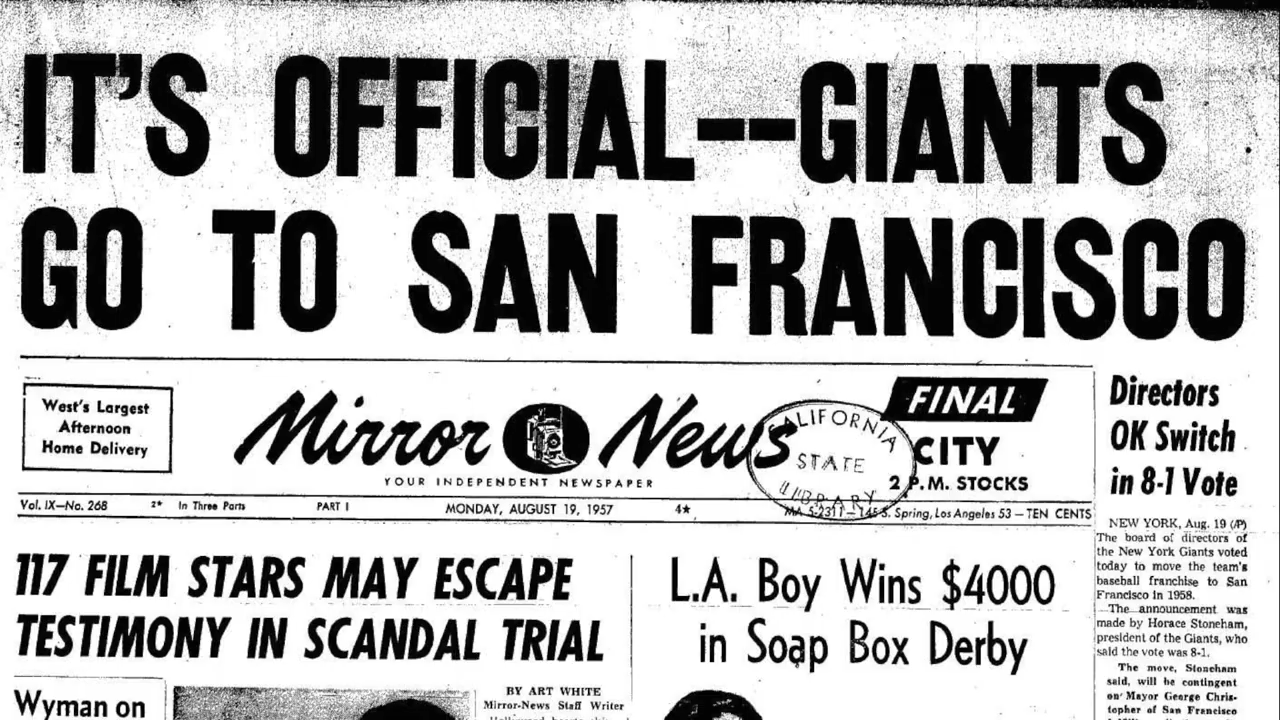 IT'S OFFICIAL--GIANTS
GO TO SAN FRANCISCO
West's Largest
Afternoon
Home Delivery
Mirror News
YOUR INDEPENDENT NEWSPAPER
CALIFORNIA
STATE
LIBRARY
FINAL
CITY
2 P.M. STOCKS
Vol. IX—No. 268 2* In Three Parts PART I MONDAY, AUGUST 19, 1957 4★ MA 5-2311—145 S. Spring, Los Angeles 53 — TEN CENTS
117 FILM STARS MAY ESCAPE
TESTIMONY IN SCANDAL TRIAL
Wyman on
BY ART WHITE
Mirror-News Staff Writer
L.A. Boy Wins $4000
in Soap Box Derby
Directors
OK Switch
in 8-1 Vote
NEW YORK, Aug. 19 (AP)
The board of directors of
the New York Giants voted
today to move the team's
baseball franchise to San
Francisco in 1958.
The announcement was
made by Horace Stoneham,
president of the Giants, who
said the vote was 8-1.
The move, Stoneham
said, will be contingent
on Mayor George Chris-
topher of San Francisco